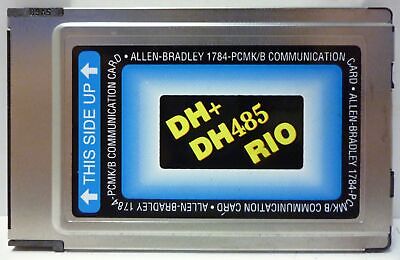 ↑ THIS SIDE UP ↑
• ALLEN-BRADLEY 1784-PCMK/B COMMUNICATION CARD • ALLEN-BRADLEY 1784-PCMK/B COMMUNICATION CARD • ALLEN-BRADLEY 1784-PCMK/B COMMUNICATION CARD
DH+
DH485
RIO